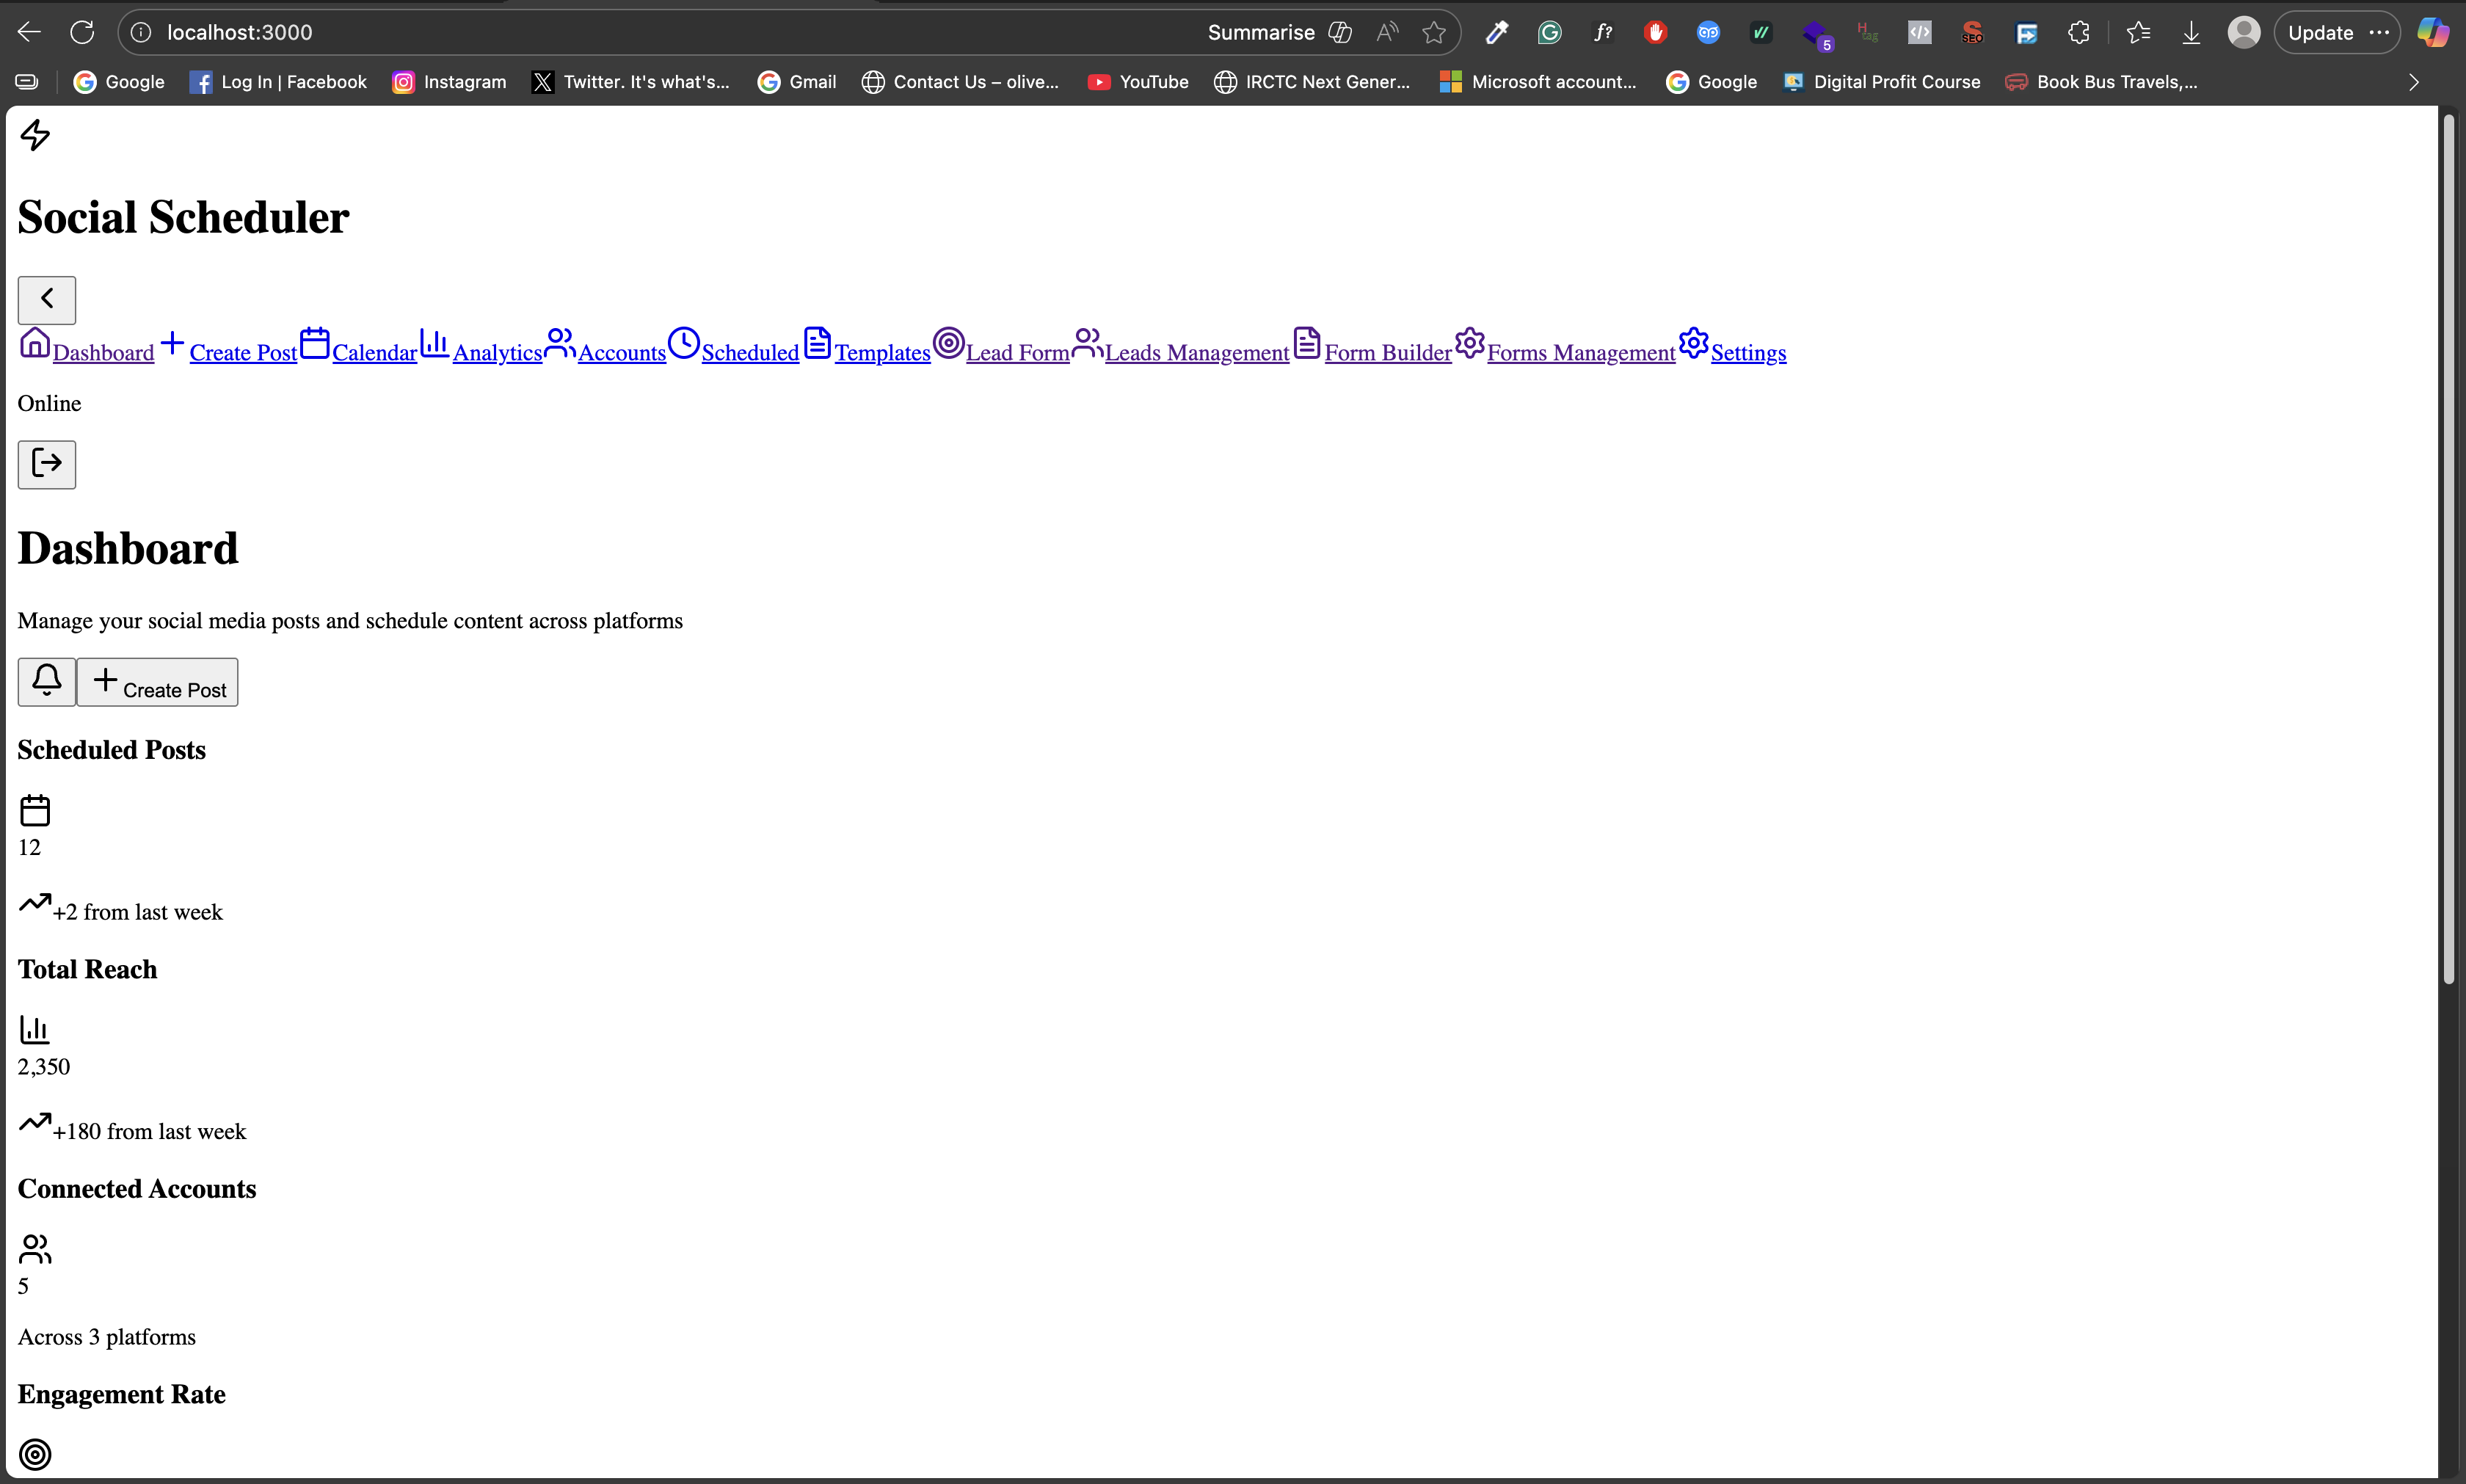 localhost:3000 Summarise Update
5
Google Log In | Facebook Instagram Twitter. It's what's... Gmail Contact Us – olive... YouTube IRCTC Next Gener... Microsoft account... Google Digital Profit Course Book Bus Travels,...
Social Scheduler
Dashboard Create Post Calendar Analytics Accounts Scheduled Templates Lead Form Leads Management Form Builder Forms Management Settings
Online
Dashboard
Manage your social media posts and schedule content across platforms
Create Post
Scheduled Posts
12
+2 from last week
Total Reach
2,350
+180 from last week
Connected Accounts
5
Across 3 platforms
Engagement Rate